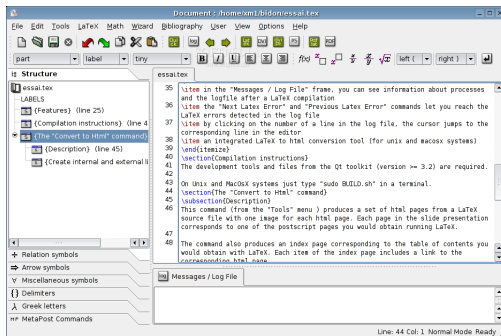 Document : /home/xm1/bidon/essai.tex
File Edit Tools LaTeX Math Wizard Bibliography User View Options Help
part label tiny B I U f(x) left ( right )
Structure
essai.tex
LABELS
{Features} (line 25)
{Compilation instructions} (line 4
{The "Convert to Html" command}
{Description} (line 45)
{Create internal and external li
Relation symbols
Arrow symbols
Miscellaneous symbols
{ } Delimiters
λ Greek letters
MP MetaPost Commands
essai.tex
35 \item in the "Messages / Log File" frame, you can see information about processes
and the logfile after a LaTeX compilation
36 \item the "Next Latex Error" and "Previous Latex Error" commands let you reach the
LaTeX errors detected in the log file
37 \item by clicking on the number of a line in the log file, the cursor jumps to the
corresponding line in the editor
38 \item an integrated LaTeX to html conversion tool (for unix and macosx systems)
39 \end{itemize}
40 \section{Compilation instructions}
41 The development tools and files from the Qt toolkit (version >= 3.2) are required.
42
43 On Unix and MacOsX systems just type "sudo BUILD.sh" in a terminal.
44 \section{The "Convert to Html" command}
45 \subsection{Description}
46 This command (from the "Tools" menu ) produces a set of html pages from a LaTeX
source file with one image for each html page. Each page in the slide presentation
corresponds to one of the postscript pages you would obtain running LaTeX.
47
48 The command also produces an index page corresponding to the table of contents you
would obtain with LaTeX. Each item of the index page includes a link to the
corresponding html page
Messages / Log File
Line: 44 Col: 1 Normal Mode Ready